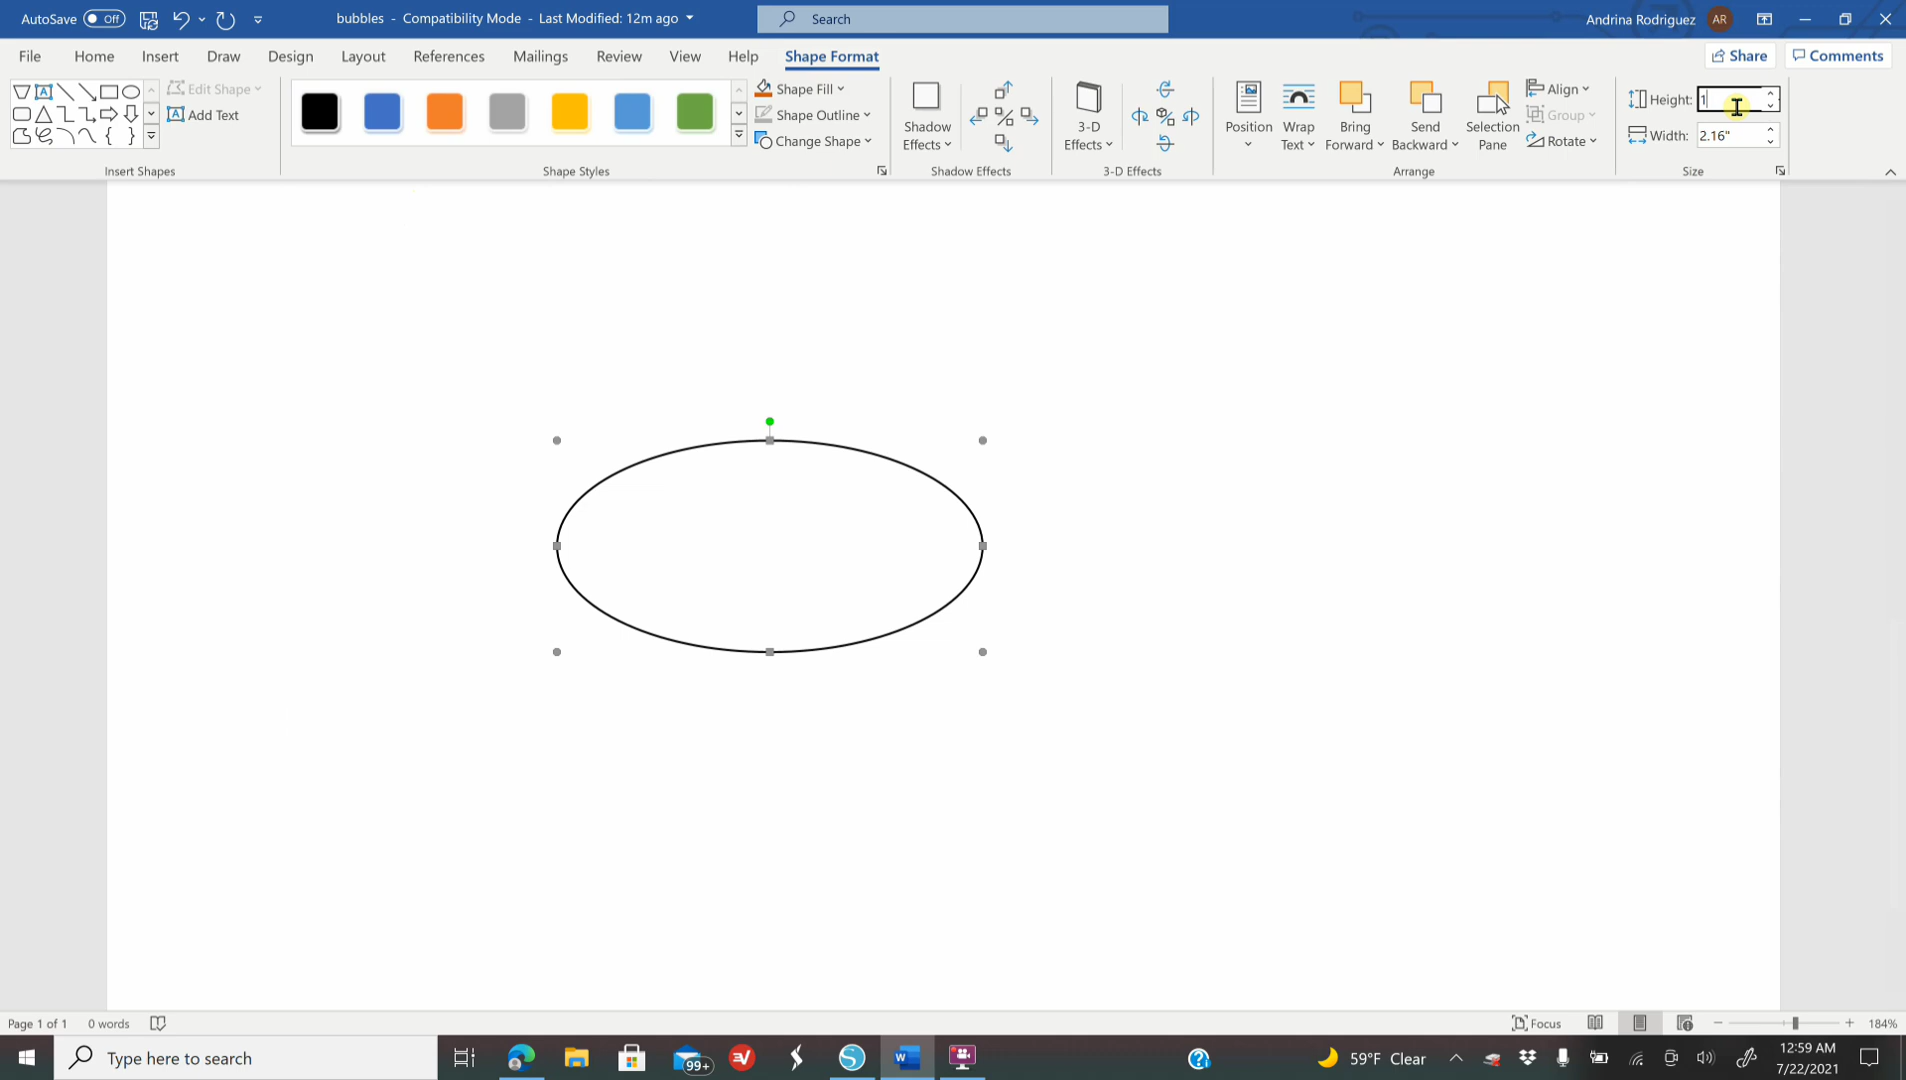 AutoSave Off bubbles - Compatibility Mode - Last Modified: 12m ago Search Andrina Rodriguez AR
File Home Insert Draw Design Layout References Mailings Review View Help Shape Format Share Comments
Edit Shape
Add Text
Insert Shapes
Shape Fill
Shape Outline
Change Shape
Shape Styles
Shadow Effects
Shadow Effects
3-D Effects
3-D Effects
Position
Wrap Text
Bring Forward
Send Backward
Selection Pane
Align
Group
Rotate
Arrange
Height: 1
Width: 2.16"
Size
Page 1 of 1 0 words Focus 184%
Type here to search 99+ 59°F Clear 12:59 AM
7/22/2021